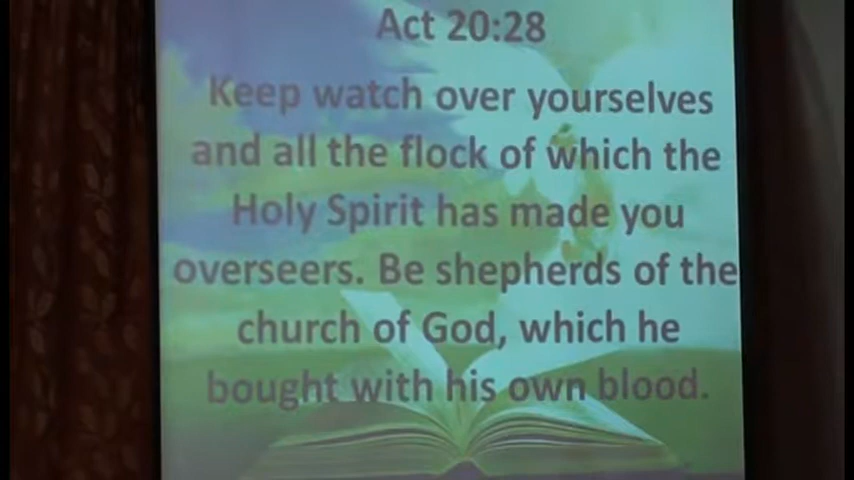 Act 20:28
Keep watch over yourselves
and all the flock of which the
Holy Spirit has made you
overseers. Be shepherds of the
church of God, which he
bought with his own blood.